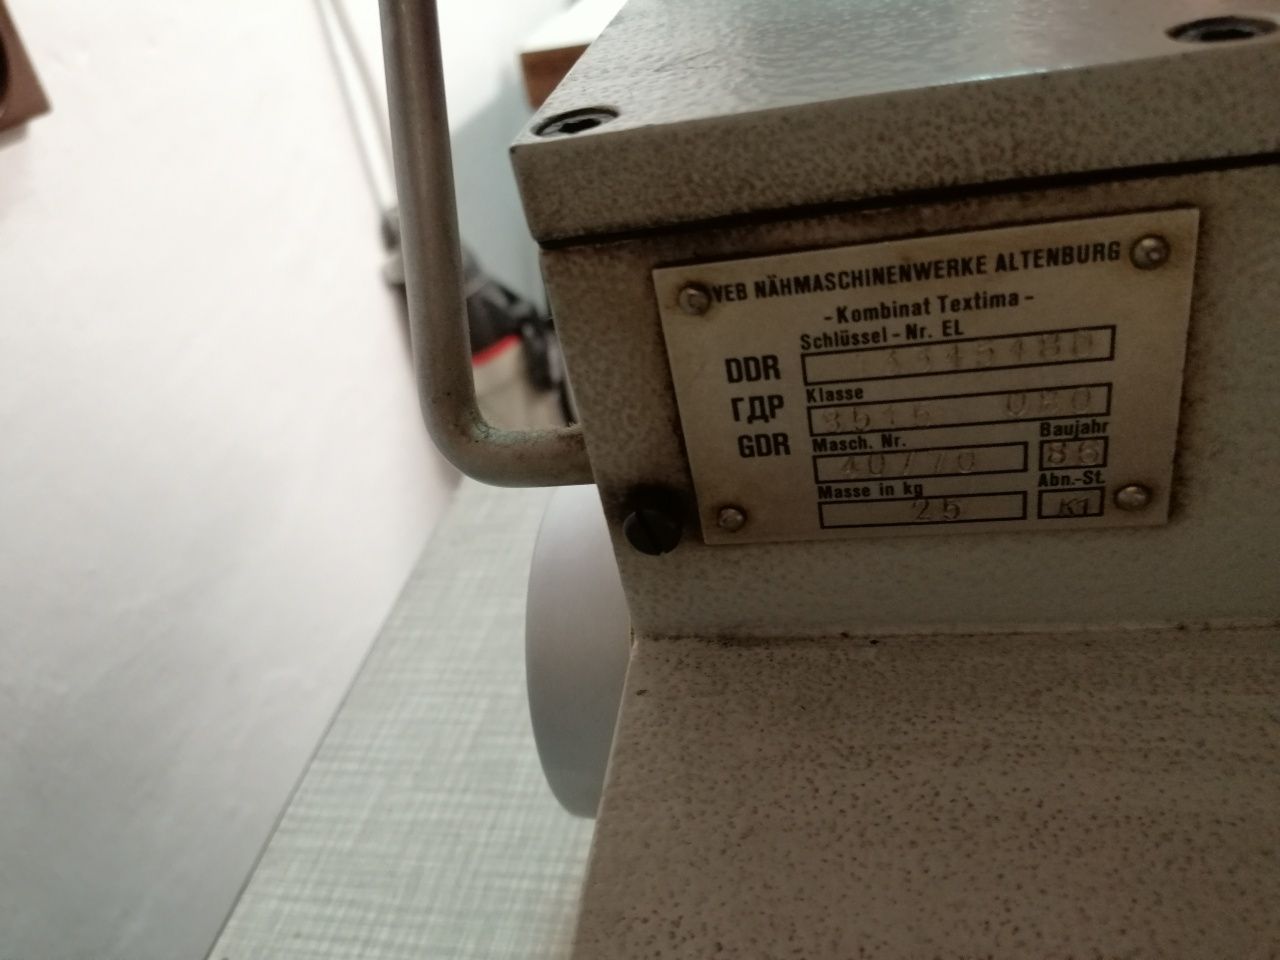 VEB NÄHMASCHINENWERKE ALTENBURG
-Kombinat Textima-
Schlüssel-Nr. EL
DDR
Klasse
ГДР
GDR
Masch. Nr.
Baujahr
40770
86
Masse in kg
Abn.-St.
25
K1